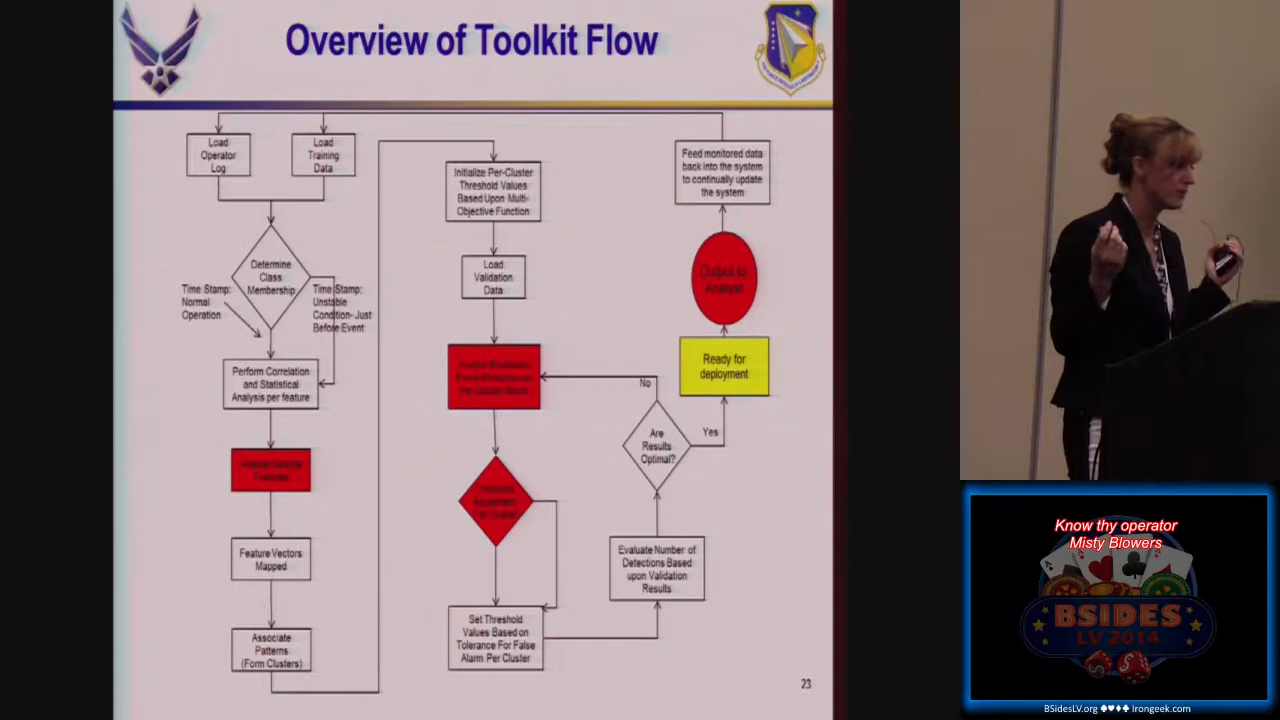 Overview of Toolkit Flow
Load
Operator
Log
Load
Training
Data
Determine
Class
Membership
Time Stamp:
Normal
Operation
Time Stamp:
Unstable
Condition- Just
Before Event
Perform Correlation
and Statistical
Analysis per feature
Feature Vectors
Mapped
Associate
Patterns
(Form Clusters)
Initialize Per-Cluster
Threshold Values
Based Upon Multi-
Objective Function
Load
Validation
Data
Per Cluster
Set Threshold
Values Based on
Tolerance For False
Alarm Per Cluster
Evaluate Number of
Detections Based
upon Validation
Results
Are
Results
Optimal?
No
Yes
Ready for
deployment
Output to
Analyst
Feed monitored data
back into the system
to continually update
the system
23
Know thy operator
Misty Blowers
BSIDES
LV 2014
BSidesLV.org ♠♥♦♣ Irongeek.com